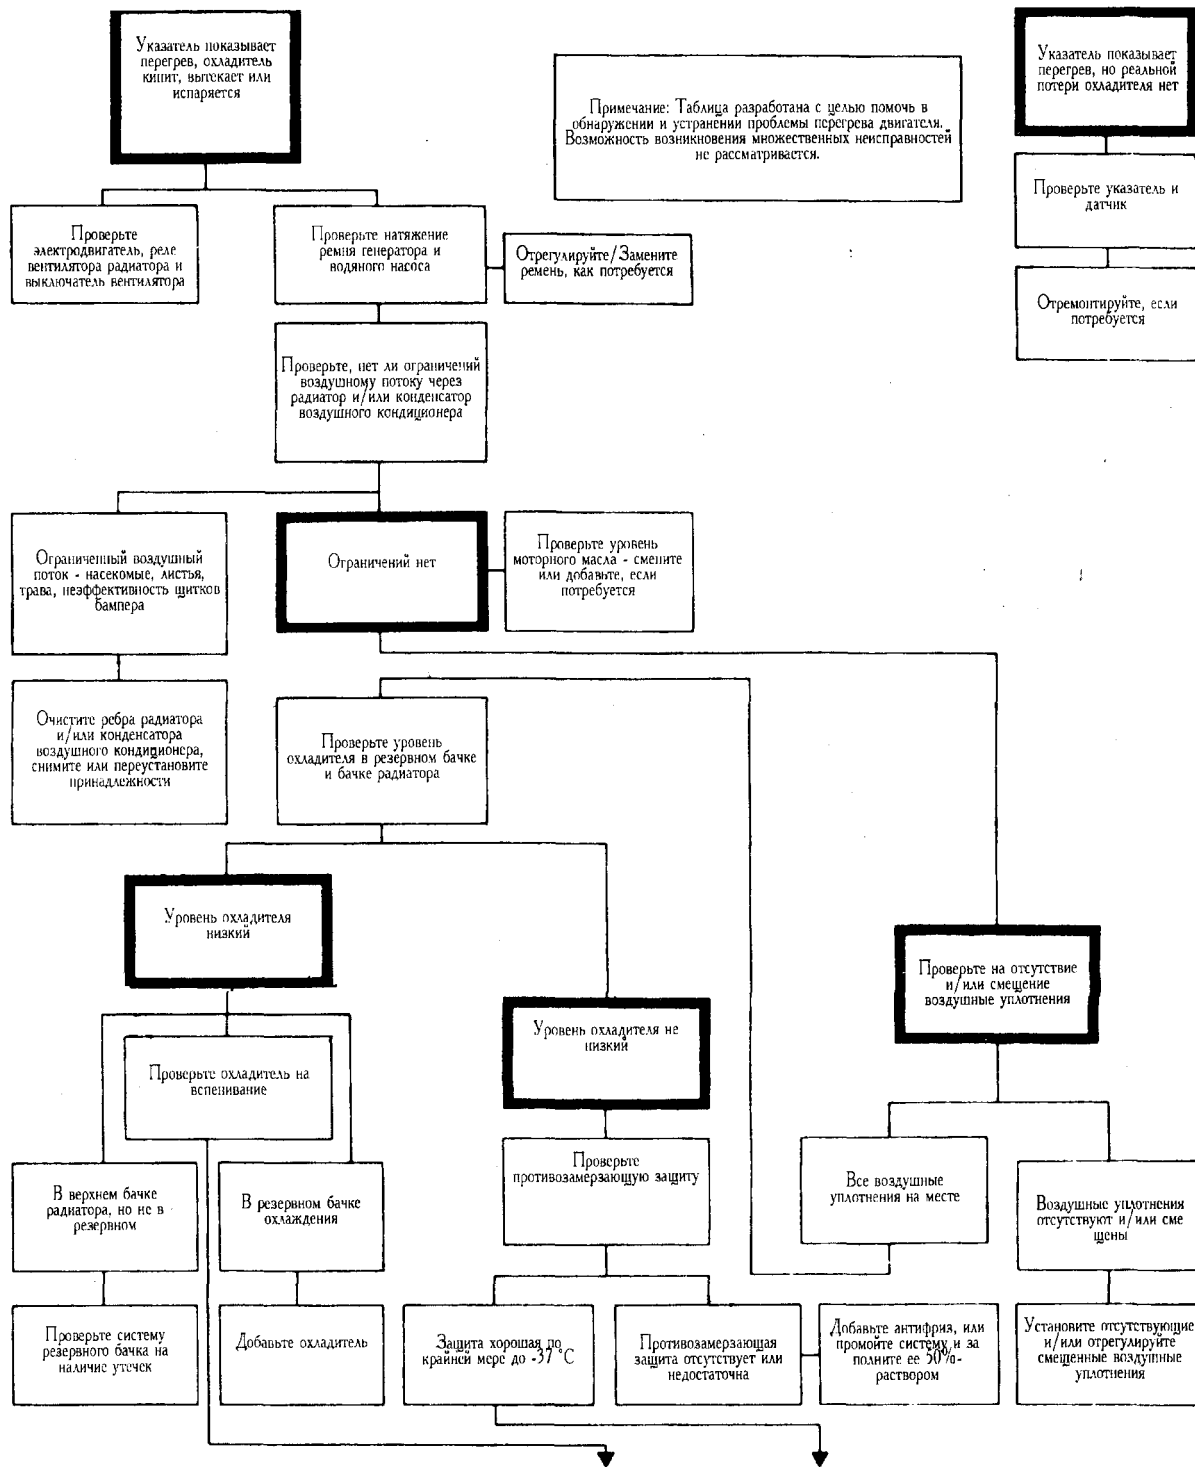 Указатель показывает
перегрев, охладитель
кипит, вытекает или
испаряется
Примечание: Таблица разработана с целью помочь в
обнаружении и устранении проблемы перегрева двигателя.
Возможность возникновения множественных неисправностей
не рассматривается.
Указатель показывает
перегрев, но реальной
потери охладителя нет
Проверьте указатель и
датчик
Отремонтируйте, если
потребуется
Проверьте
электродвигатель, реле
вентилятора радиатора и
выключатель вентилятора
Проверьте натяжение
ремня генератора и
водяного насоса
Отрегулируйте/Замените
ремень, как потребуется
Проверьте, нет ли ограничений
воздушному потоку через
радиатор и/или конденсатор
воздушного кондиционера
Ограниченный воздушный
поток - насекомые, листья,
трава, неэффективность щитков
бампера
Ограничений нет
Проверьте уровень
моторного масла - смените
или добавьте, если
потребуется
Очистите ребра радиатора
и/или конденсатора
воздушного кондиционера,
снимите или переустановите
принадлежности
Проверьте уровень
охладителя в резервном бачке
и бачке радиатора
Уровень охладителя
низкий
Уровень охладителя не
низкий
Проверьте на отсутствие
и/или смещение
воздушные уплотнения
Проверьте охладитель на
вспенивание
В верхнем бачке
радиатора, но не в
резервном
В резервном бачке
охлаждения
Проверьте
противозамерзающую защиту
Все воздушные
уплотнения на месте
Воздушные уплотнения
отсутствуют и/или сме
щены
Проверьте систему
резервного бачка на
наличие утечек
Добавьте охладитель
Защита хорошая по
крайней мере до -37 °C
Противозамерзающая
защита отсутствует или
недостаточна
Добавьте антифриз, или
промойте систему и за
полните ее 50%-
раствором
Установите отсутствующие
и/или отрегулируйте
смещенные воздушные
уплотнения